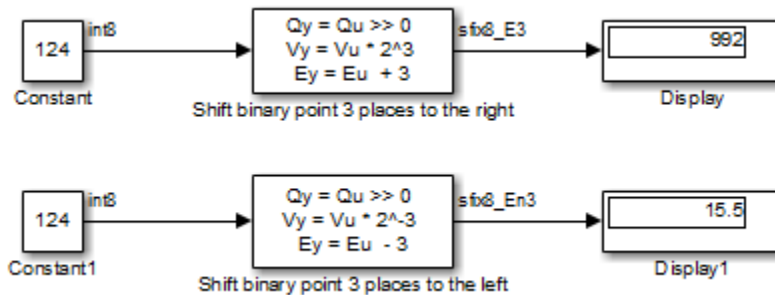 int8
124
Constant
Qy = Qu >> 0
Vy = Vu * 2^3
Ey = Eu + 3
Shift binary point 3 places to the right
sfix8_E3
992
Display
int8
124
Constant1
Qy = Qu >> 0
Vy = Vu * 2^-3
Ey = Eu - 3
Shift binary point 3 places to the left
sfix8_En3
15.5
Display1